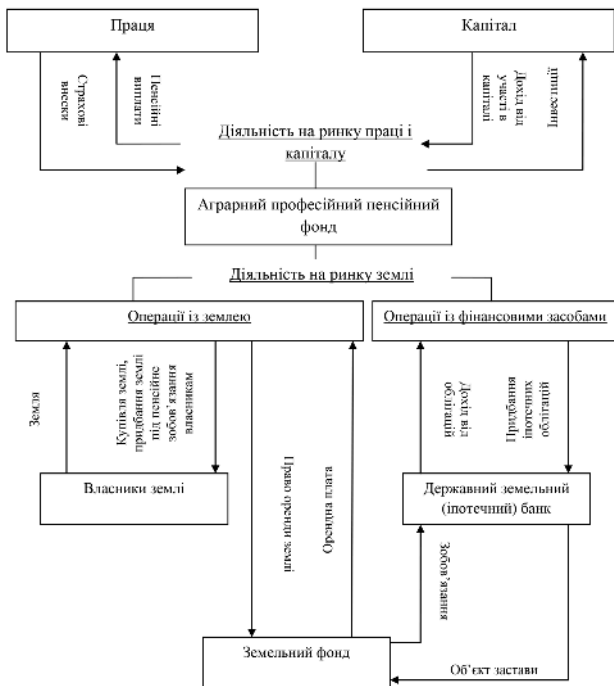 Праця
Капітал
Страхові
внески
Пенсійні
виплати
Дохід від
участі в
капіталі
Інвестиції
Діяльність на ринку праці і
капіталу
Аграрний професійний пенсійний
фонд
Діяльність на ринку землі
Операції із землею
Операції із фінансовими засобами
Земля
Купівля землі,
придбання землі
під пенсійне
зобов’язання
власникам
Право оренди землі
Орендна плата
Дохід від
облігацій
Придбання
іпотечних
облігацій
Власники землі
Державний земельний
(іпотечний) банк
Зобов’язання
Земельний фонд
Об’єкт застави